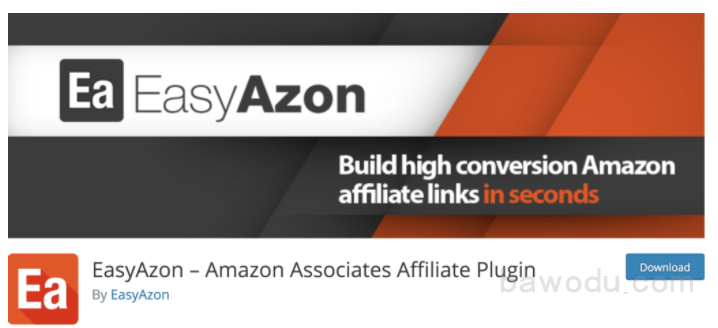 Ea EasyAzon
Build high conversion Amazon
affiliate links in seconds
Ea
EasyAzon – Amazon Associates Affiliate Plugin
Download
By EasyAzon
bawodu.com